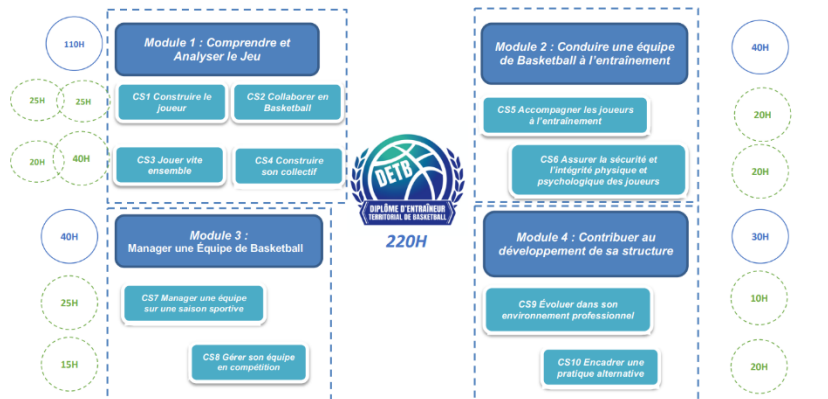 110H
Module 1 : Comprendre et
Analyser le Jeu
25H
25H
CS1 Construire le
joueur
CS2 Collaborer en
Basketball
20H
40H
CS3 Jouer vite
ensemble
CS4 Construire
son collectif
Module 2 : Conduire une équipe
de Basketball à l'entraînement
40H
CS5 Accompagner les joueurs
à l'entraînement
20H
CS6 Assurer la sécurité et
l'intégrité physique et
psychologique des joueurs
20H
DETB
DIPLÔME D'ENTRAÎNEUR
TERRITORIAL DE BASKETBALL
220H
40H
Module 3 :
Manager une Équipe de Basketball
25H
CS7 Manager une équipe
sur une saison sportive
15H
CS8 Gérer son équipe
en compétition
Module 4 : Contribuer au
développement de sa structure
30H
CS9 Évoluer dans son
environnement professionnel
10H
CS10 Encadrer une
pratique alternative
20H